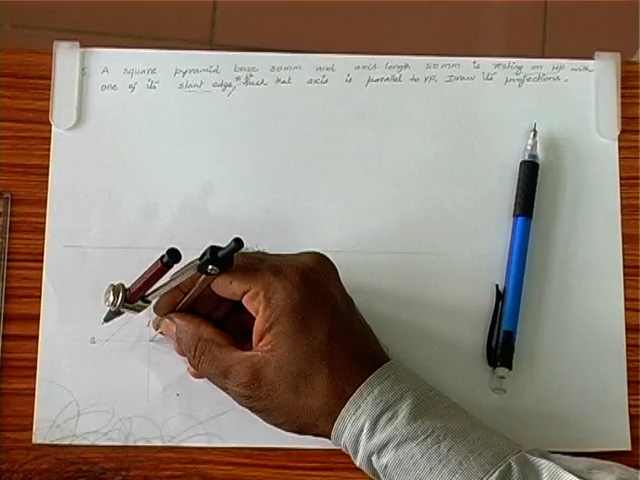 A square pyramid base 30mm and axis length 50mm is resting on HP with
one of its slant edge, such that axis is parallel to VP. Draw its projections.
a